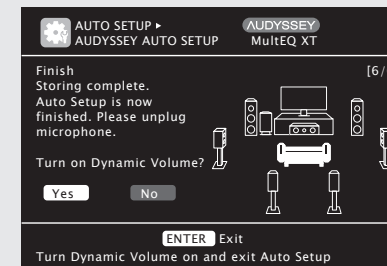 AUTO SETUP
AUDYSSEY AUTO SETUP
AUDYSSEY
MultEQ XT
Finish
[6/
Storing complete.
Auto Setup is now
finished. Please unplug
microphone.
Turn on Dynamic Volume?
Yes No
ENTER Exit
Turn Dynamic Volume on and exit Auto Setup